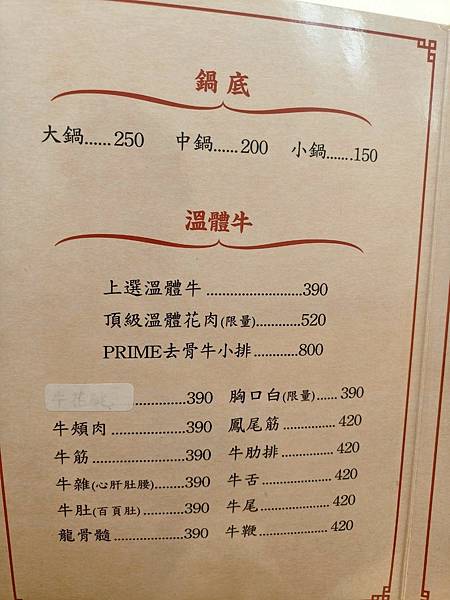 鍋底
大鍋......250 中鍋......200 小鍋.......150
溫體牛
上選溫體牛..........................390
頂級溫體花肉(限量)............520
PRIME去骨牛小排............800
..............390 胸口白(限量)......390
牛頰肉....................390 鳳尾筋...............420
牛筋........................390 牛肋排...............420
牛雜(心肝肚腰)........390 牛舌....................420
牛肚(百頁肚)...........390 牛尾....................420
龍骨髓...................390 牛鞭...................420